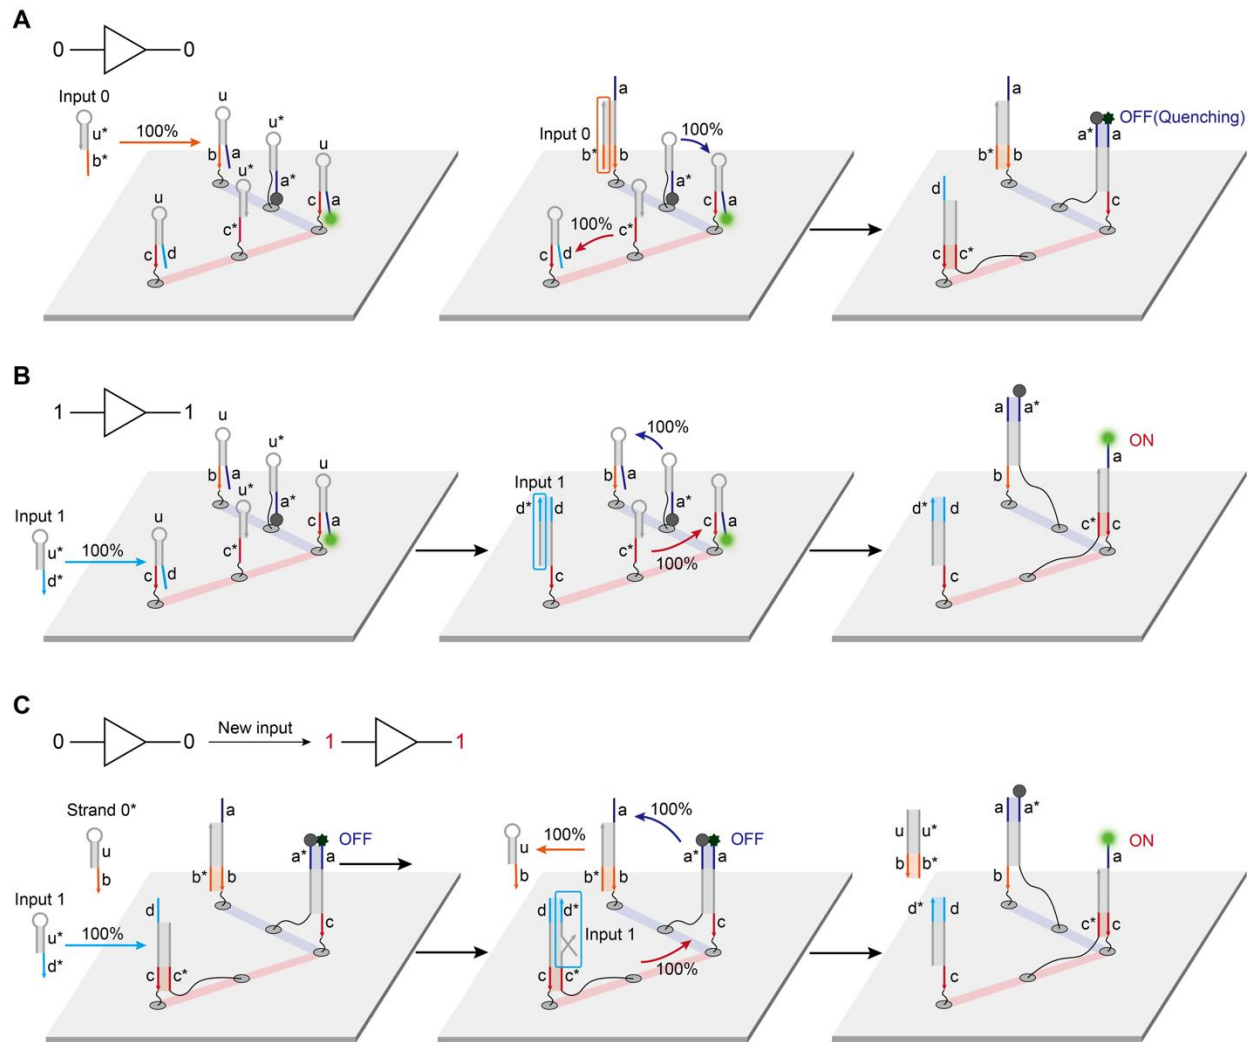 A
0
0
Input 0
u*
b*
100%
u
b
a
u*
a*
u
c
a
u*
c*
u
c
d
a
Input 0
b*
b
u*
100%
u
a*
c
a
u*
c*
100%
u
c
d
a
b*
b
a*
a
OFF(Quenching)
c
d
c
c*
B
1
1
Input 1
u*
d*
100%
u
b
a
u*
a*
u
c
a
u*
c*
u
c
d
u
b
a
100%
u*
a*
u
c
a
u*
c*
100%
Input 1
d*
d
c
a
a*
b
ON
a
c*
c
d*
d
c
C
0
0
New input
1
1
Strand 0*
u
b
Input 1
u*
d*
100%
a
b*
b
OFF
a*
a
c
d
c
c*
u
b
100%
a
b*
b
100%
OFF
a*
a
c
d
d*
Input 1
c
c*
100%
u
u*
b
b*
a
a*
b
ON
a
c*
c
d*
d
c